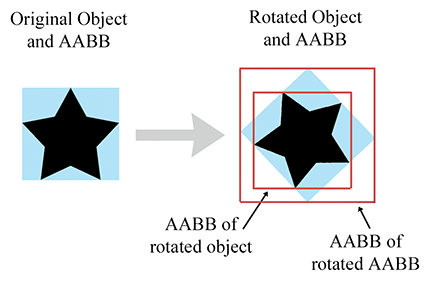 Original Object
and AABB
Rotated Object
and AABB
AABB of
rotated object
AABB of
rotated AABB